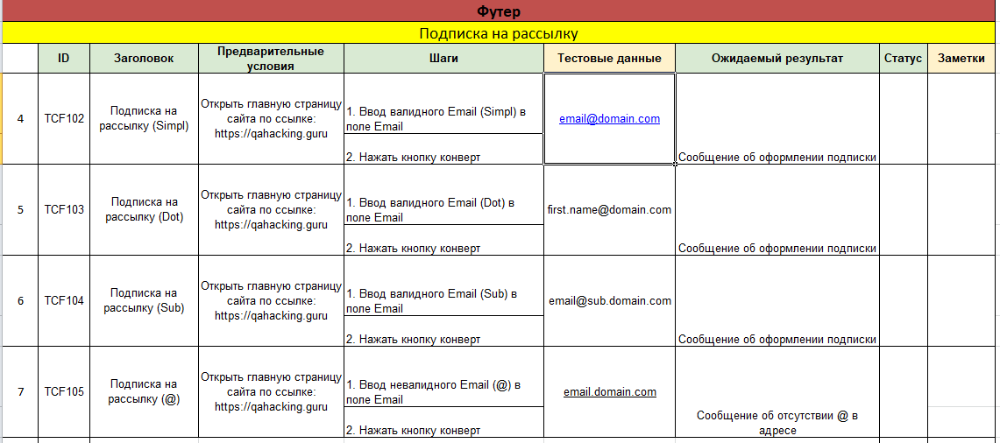 Футер
Подписка на рассылку
ID Заголовок Предварительные условия Шаги Тестовые данные Ожидаемый результат Статус Заметки
4 TCF102
Подписка на
рассылку (Simpl)
Открыть главную страницу
сайта по ссылке:
https://qahacking.guru
1. Ввод валидного Email (Simpl) в
поле Email
2. Нажать кнопку конверт
email@domain.com
Сообщение об оформлении подписки
5 TCF103
Подписка на
рассылку (Dot)
Открыть главную страницу
сайта по ссылке:
https://qahacking.guru
1. Ввод валидного Email (Dot) в
поле Email
2. Нажать кнопку конверт
first.name@domain.com
Сообщение об оформлении подписки
6 TCF104
Подписка на
рассылку (Sub)
Открыть главную страницу
сайта по ссылке:
https://qahacking.guru
1. Ввод валидного Email (Sub) в
поле Email
2. Нажать кнопку конверт
email@sub.domain.com
Сообщение об оформлении подписки
7 TCF105
Подписка на
рассылку (@)
Открыть главную страницу
сайта по ссылке:
https://qahacking.guru
1. Ввод невалидного Email (@) в
поле Email
2. Нажать кнопку конверт
email.domain.com
Сообщение об отсутствии @ в
адресе